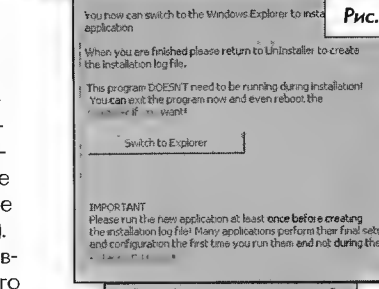 You now can switch to the Windows Explorer to insta
application
Рис.
When you are finished please return to UnInstaller to create
the installation log file.
This program DOESN'T need to be running during installation!
You can exit the program now and even reboot the
if want!
Switch to Explorer
е
е
).
в-
го
IMPORTANT
Please run the new application at least once before creating
the installation log file! Many applications perform their final set
and configuration the first time you run them and not during the